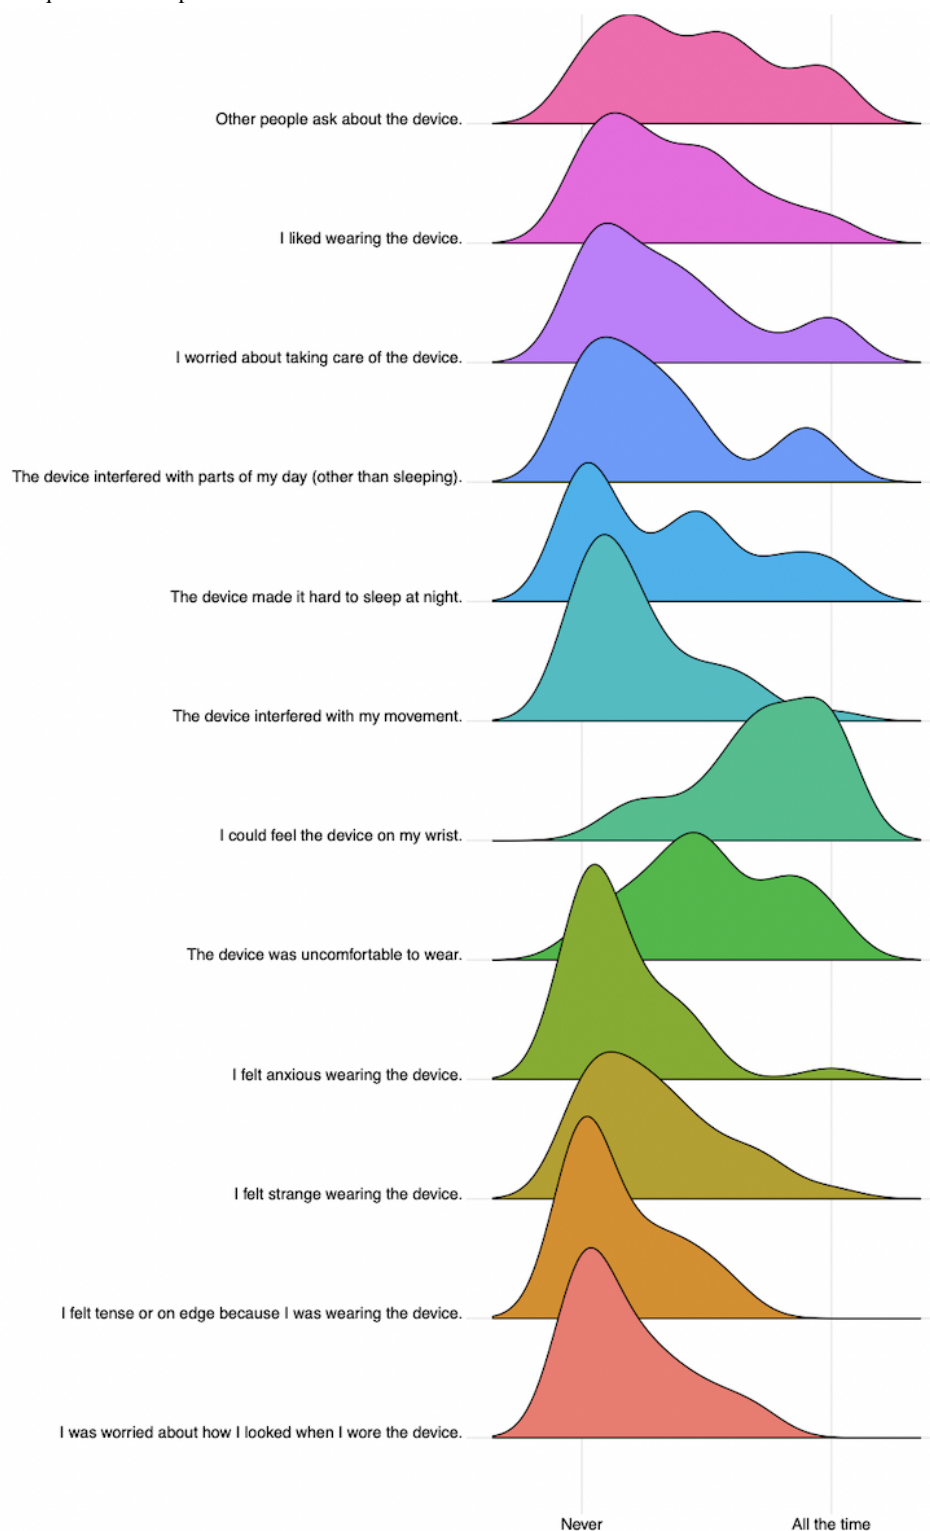 Other people ask about the device.
I liked wearing the device.
I worried about taking care of the device.
The device interfered with parts of my day (other than sleeping).
The device made it hard to sleep at night.
The device interfered with my movement.
I could feel the device on my wrist.
The device was uncomfortable to wear.
I felt anxious wearing the device.
I felt strange wearing the device.
I felt tense or on edge because I was wearing the device.
I was worried about how I looked when I wore the device.
Never All the time